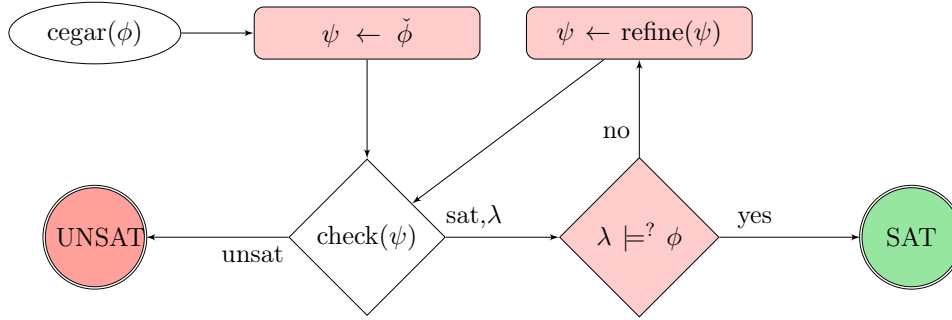 cegar(ϕ)
ψ ← ϕ̌
ψ ← refine(ψ)
no
UNSAT
unsat
check(ψ)
sat,λ
λ ⊨? ϕ
yes
SAT